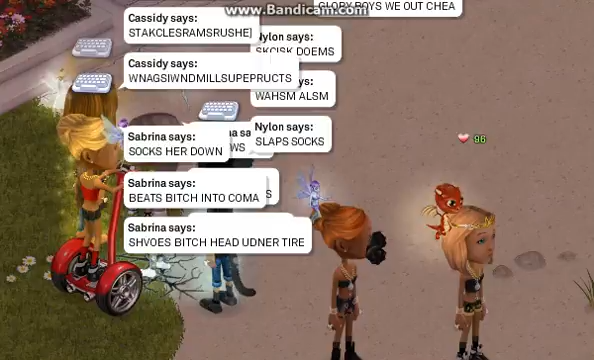 www.Bandicam.com
GLORY BOYS WE OUT CHEA
Cassidy says:
STAKCLESRAMSRUSHE]
Nylon says:
SKCISK DOEMS
Cassidy says:
WNAGSIWNDMILLSUPEPRUCTS
says:
WAHSM ALSM
Nylon says:
SLAPS SOCKS
Sabrina says:
SOCKS HER DOWN
Sabrina says:
BEATS BITCH INTO COMA
Sabrina says:
SHVOES BITCH HEAD UDNER TIRE
96